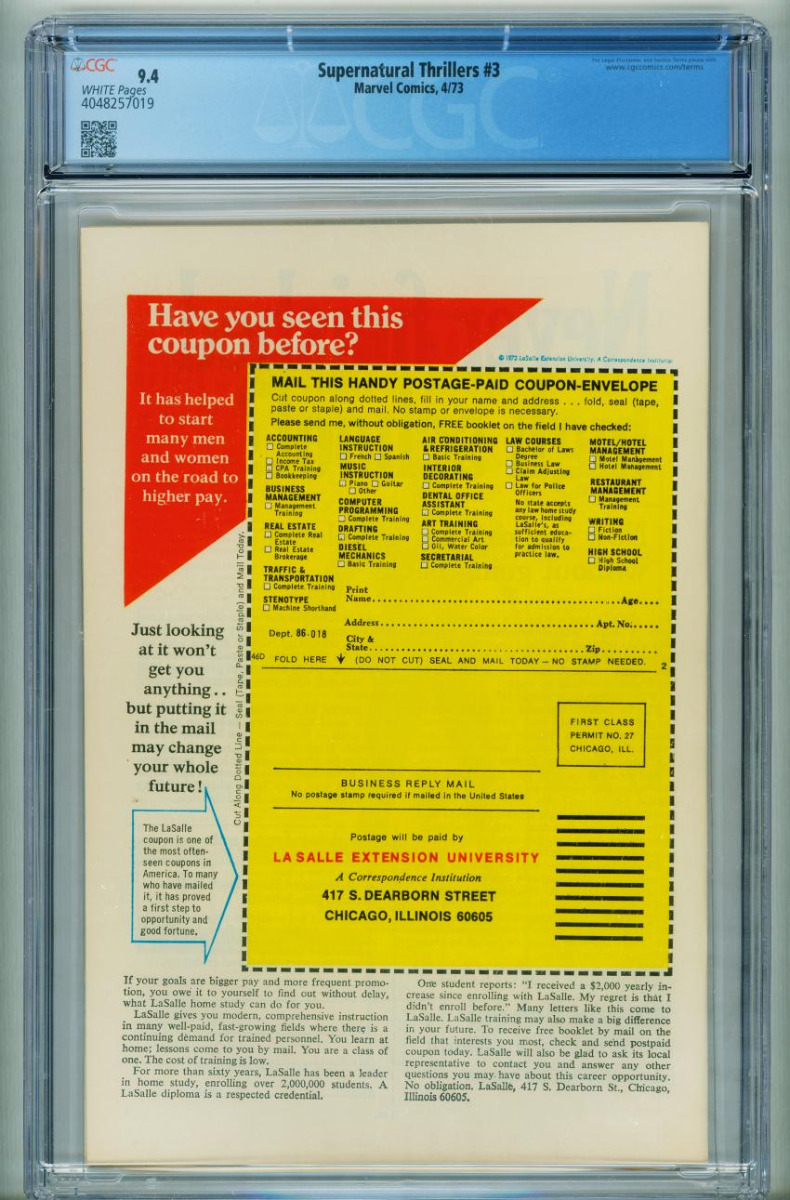 CGC
9.4
WHITE Pages
4048257019
Supernatural Thrillers #3
Marvel Comics, 4/73
www.cgccomics.com/terms
CGC
Have you seen this
coupon before?
© 1973 LaSalle Extension University, A Correspondence Institution
It has helped
to start
many men
and women
on the road to
higher pay.
MAIL THIS HANDY POSTAGE-PAID COUPON-ENVELOPE
Cut coupon along dotted lines, fill in your name and address . . . fold, seal (tape,
paste or staple) and mail. No stamp or envelope is necessary.
Please send me, without obligation, FREE booklet on the field I have checked:
ACCOUNTING
Complete
Accounting
Income Tax
CPA Training
Bookkeeping
BUSINESS
MANAGEMENT
Management
Training
REAL ESTATE
Complete Real
Estate
Real Estate
Brokerage
TRAFFIC &
TRANSPORTATION
Complete Training
STENOTYPE
Machine Shorthand
LANGUAGE
INSTRUCTION
French Spanish
MUSIC
INSTRUCTION
Piano Guitar
Other
COMPUTER
PROGRAMMING
Complete Training
DRAFTING
Complete Training
DIESEL
MECHANICS
Basic Training
AIR CONDITIONING
& REFRIGERATION
Basic Training
INTERIOR
DECORATING
Complete Training
DENTAL OFFICE
ASSISTANT
Complete Training
ART TRAINING
Complete Training
Commercial Art
Oil, Water Color
SECRETARIAL
Complete Training
LAW COURSES
Bachelor of Laws
Degree
Business Law
Claim Adjusting
Law
Law for Police
Officers
No state accepts
any law home study
course, including
LaSalle's, as
sufficient educa-
tion to qualify
for admission to
practice law.
MOTEL/HOTEL
MANAGEMENT
Motel Management
Hotel Management
RESTAURANT
MANAGEMENT
Management
Training
WRITING
Fiction
Non-Fiction
HIGH SCHOOL
High School
Diploma
Print
Name.....Age....
Address.....Apt. No.....
Dept. 86-018
City &
State.....Zip.....
46D FOLD HERE (DO NOT CUT) SEAL AND MAIL TODAY — NO STAMP NEEDED. 2
Cut Along Dotted Line — Seal (Tape, Paste or Staple) and Mail Today.
Just looking
at it won't
get you
anything..
but putting it
in the mail
may change
your whole
future!
The LaSalle
coupon is one of
the most often-
seen coupons in
America. To many
who have mailed
it, it has proved
a first step to
opportunity and
good fortune.
FIRST CLASS
PERMIT NO. 27
CHICAGO, ILL.
BUSINESS REPLY MAIL
No postage stamp required if mailed in the United States
Postage will be paid by
LA SALLE EXTENSION UNIVERSITY
A Correspondence Institution
417 S. DEARBORN STREET
CHICAGO, ILLINOIS 60605
If your goals are bigger pay and more frequent promo-
tion, you owe it to yourself to find out without delay,
what LaSalle home study can do for you.
LaSalle gives you modern, comprehensive instruction
in many well-paid, fast-growing fields where there is a
continuing demand for trained personnel. You learn at
home; lessons come to you by mail. You are a class of
one. The cost of training is low.
For more than sixty years, LaSalle has been a leader
in home study, enrolling over 2,000,000 students. A
LaSalle diploma is a respected credential.
One student reports: "I received a $2,000 yearly in-
crease since enrolling with LaSalle. My regret is that I
didn't enroll before." Many letters like this come to
LaSalle. LaSalle training may also make a big difference
in your future. To receive free booklet by mail on the
field that interests you most, check and send postpaid
coupon today. LaSalle will also be glad to ask its local
representative to contact you and answer any other
questions you may have about this career opportunity.
No obligation. LaSalle, 417 S. Dearborn St., Chicago,
Illinois 60605.